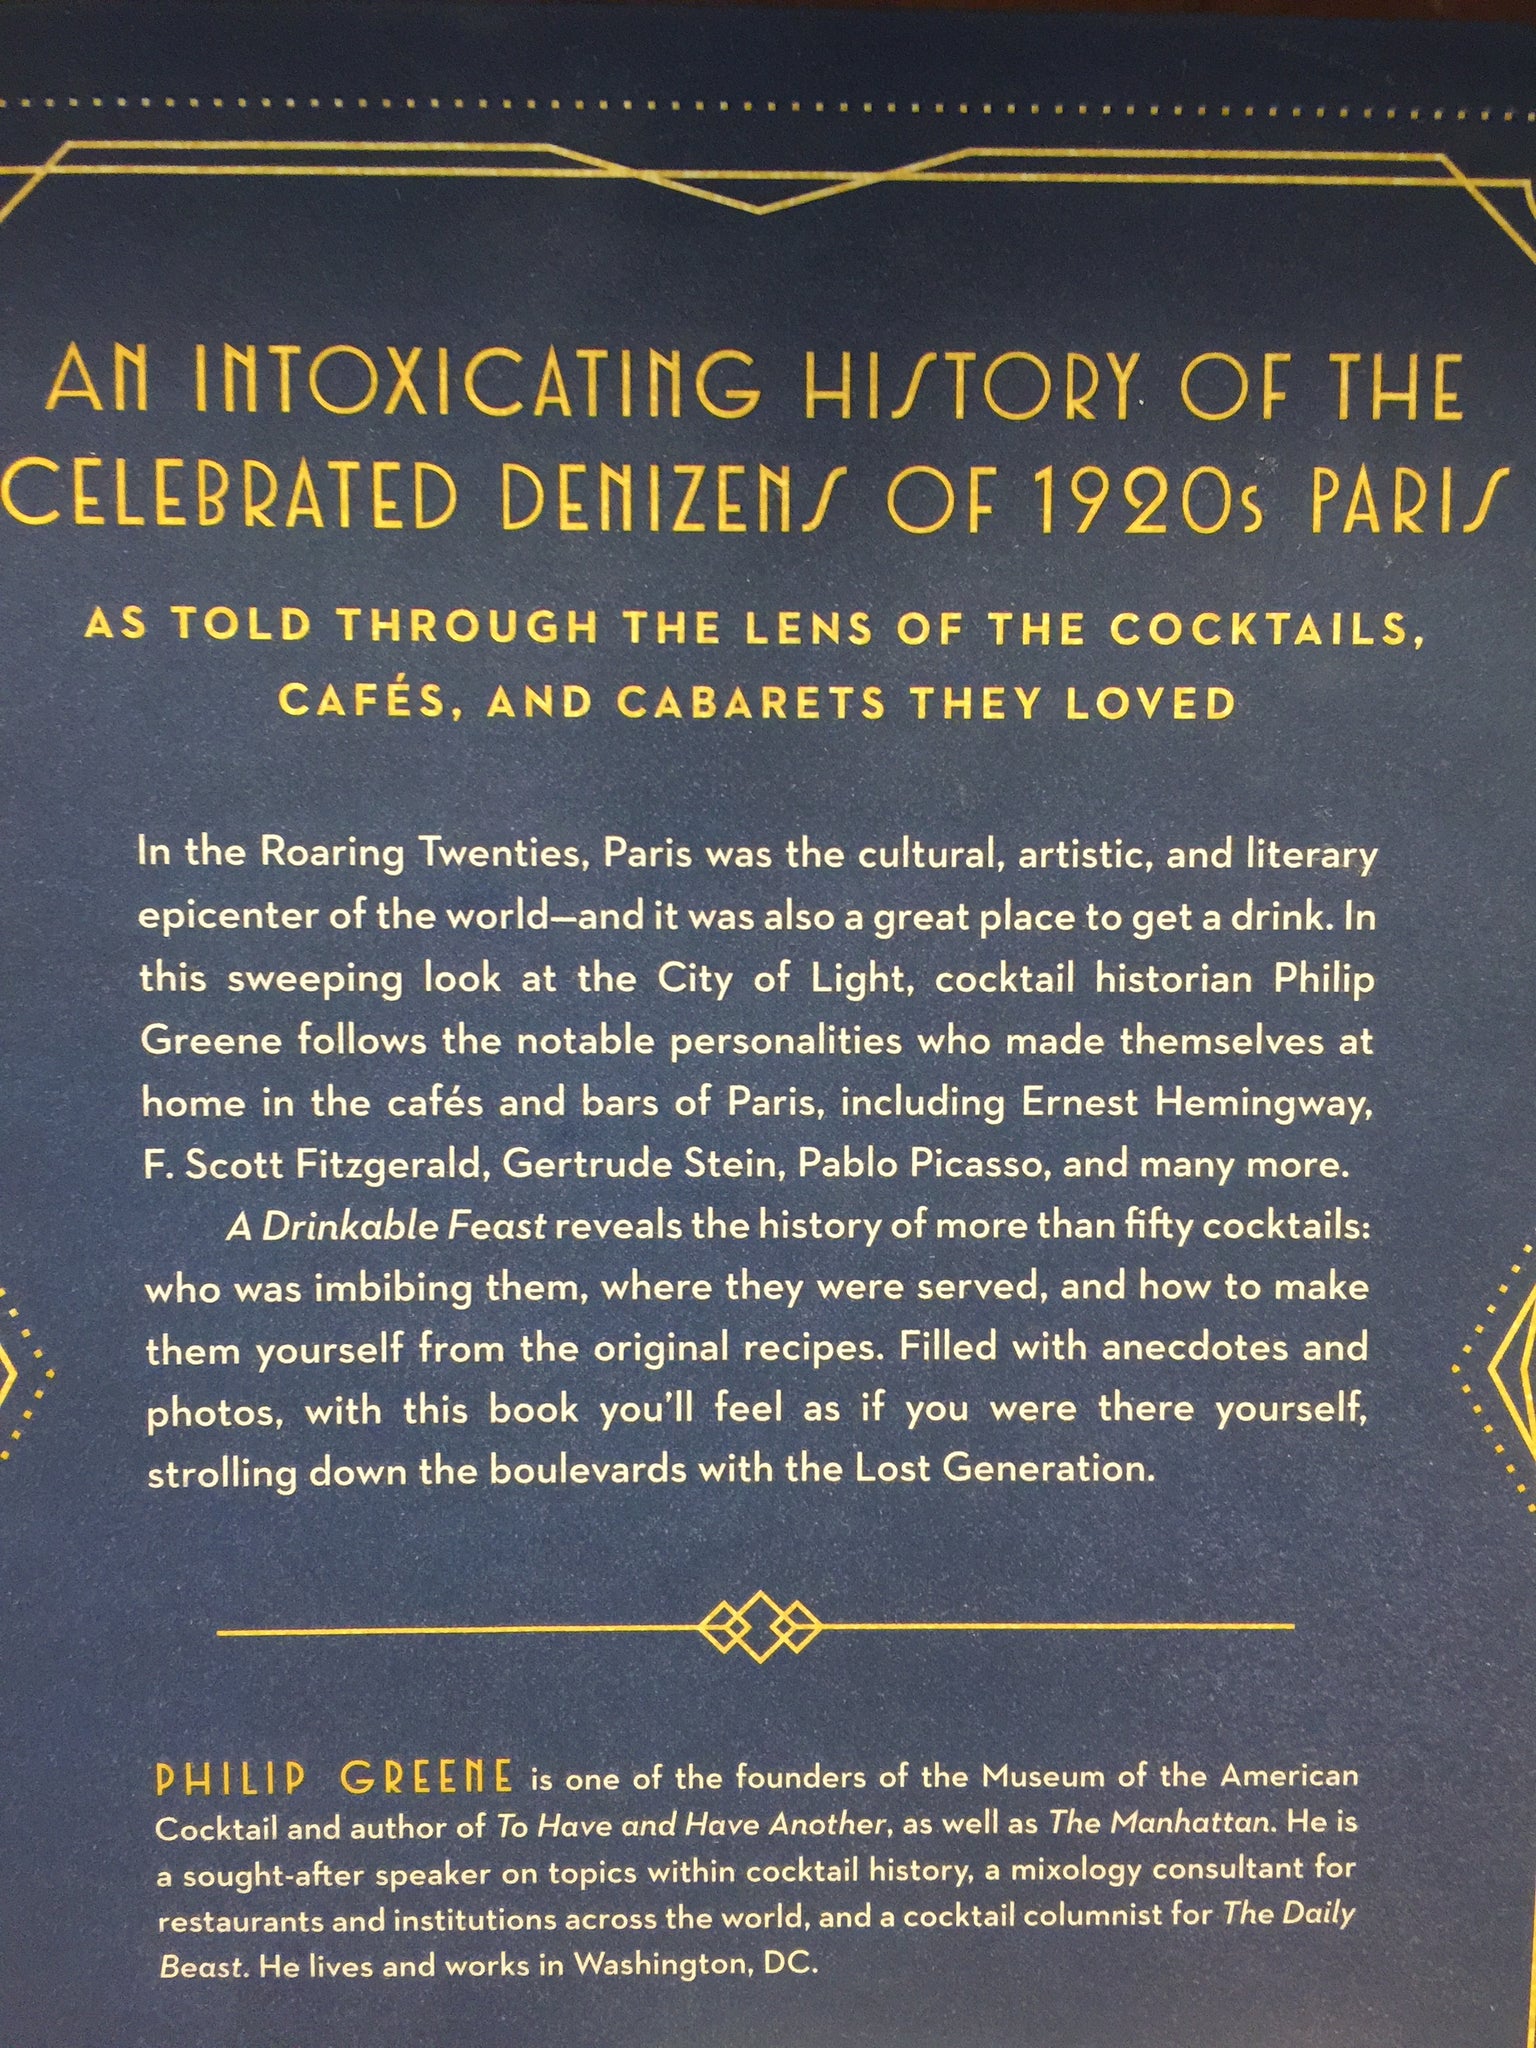 AN INTOXICATING HISTORY OF THE
CELEBRATED DENIZENS OF 1920s PARIS
AS TOLD THROUGH THE LENS OF THE COCKTAILS,
CAFÉS, AND CABARETS THEY LOVED
In the Roaring Twenties, Paris was the cultural, artistic, and literary
epicenter of the world—and it was also a great place to get a drink. In
this sweeping look at the City of Light, cocktail historian Philip
Greene follows the notable personalities who made themselves at
home in the cafés and bars of Paris, including Ernest Hemingway,
F. Scott Fitzgerald, Gertrude Stein, Pablo Picasso, and many more.
A Drinkable Feast reveals the history of more than fifty cocktails:
who was imbibing them, where they were served, and how to make
them yourself from the original recipes. Filled with anecdotes and
photos, with this book you'll feel as if you were there yourself,
strolling down the boulevards with the Lost Generation.
PHILIP GREENE is one of the founders of the Museum of the American
Cocktail and author of To Have and Have Another, as well as The Manhattan. He is
a sought-after speaker on topics within cocktail history, a mixology consultant for
restaurants and institutions across the world, and a cocktail columnist for The Daily
Beast. He lives and works in Washington, DC.